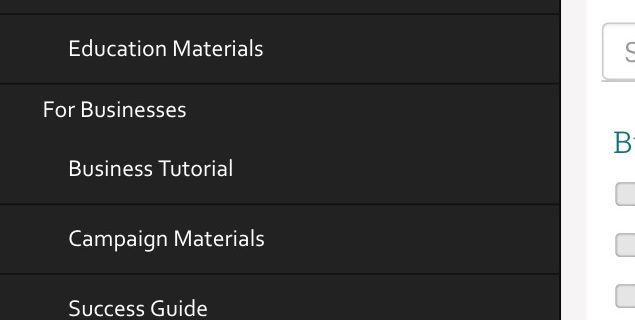 Education Materials
For Businesses
Business Tutorial
Campaign Materials
Success Guide